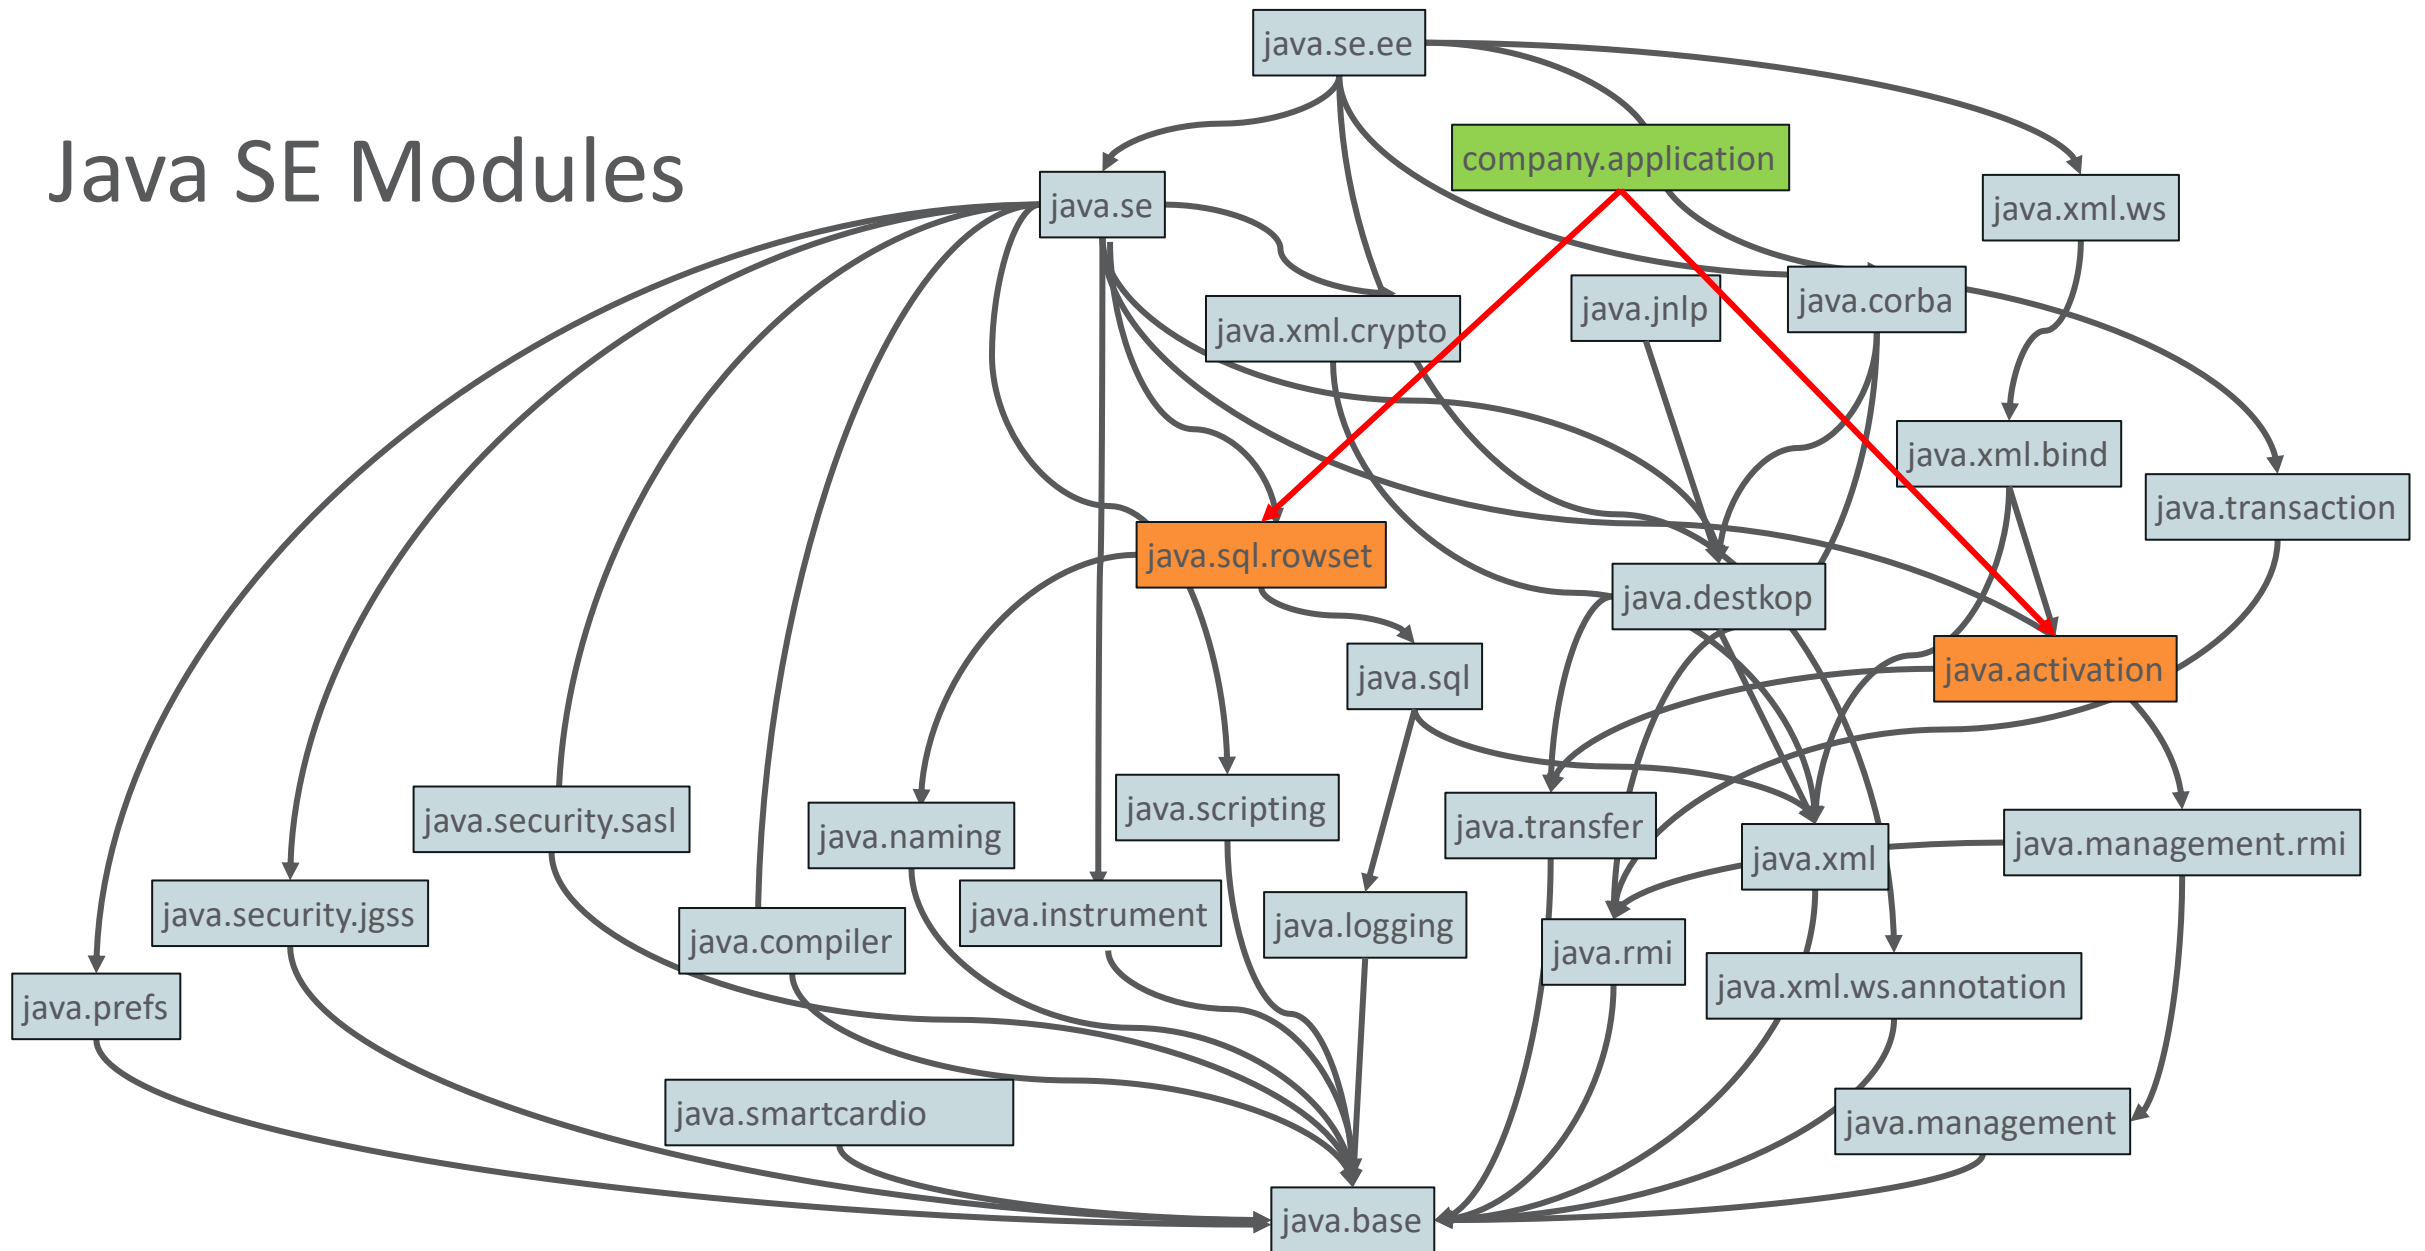 java.se.ee
Java SE Modules
company.application
java.se
java.xml.ws
java.xml.crypto
java.jnlp
java.corba
java.xml.bind
java.transaction
java.sql.rowset
java.destkop
java.sql
java.activation
java.security.sasl
java.naming
java.scripting
java.transfer
java.xml
java.management.rmi
java.security.jgss
java.compiler
java.instrument
java.logging
java.rmi
java.prefs
java.xml.ws.annotation
java.smartcardio
java.management
java.base